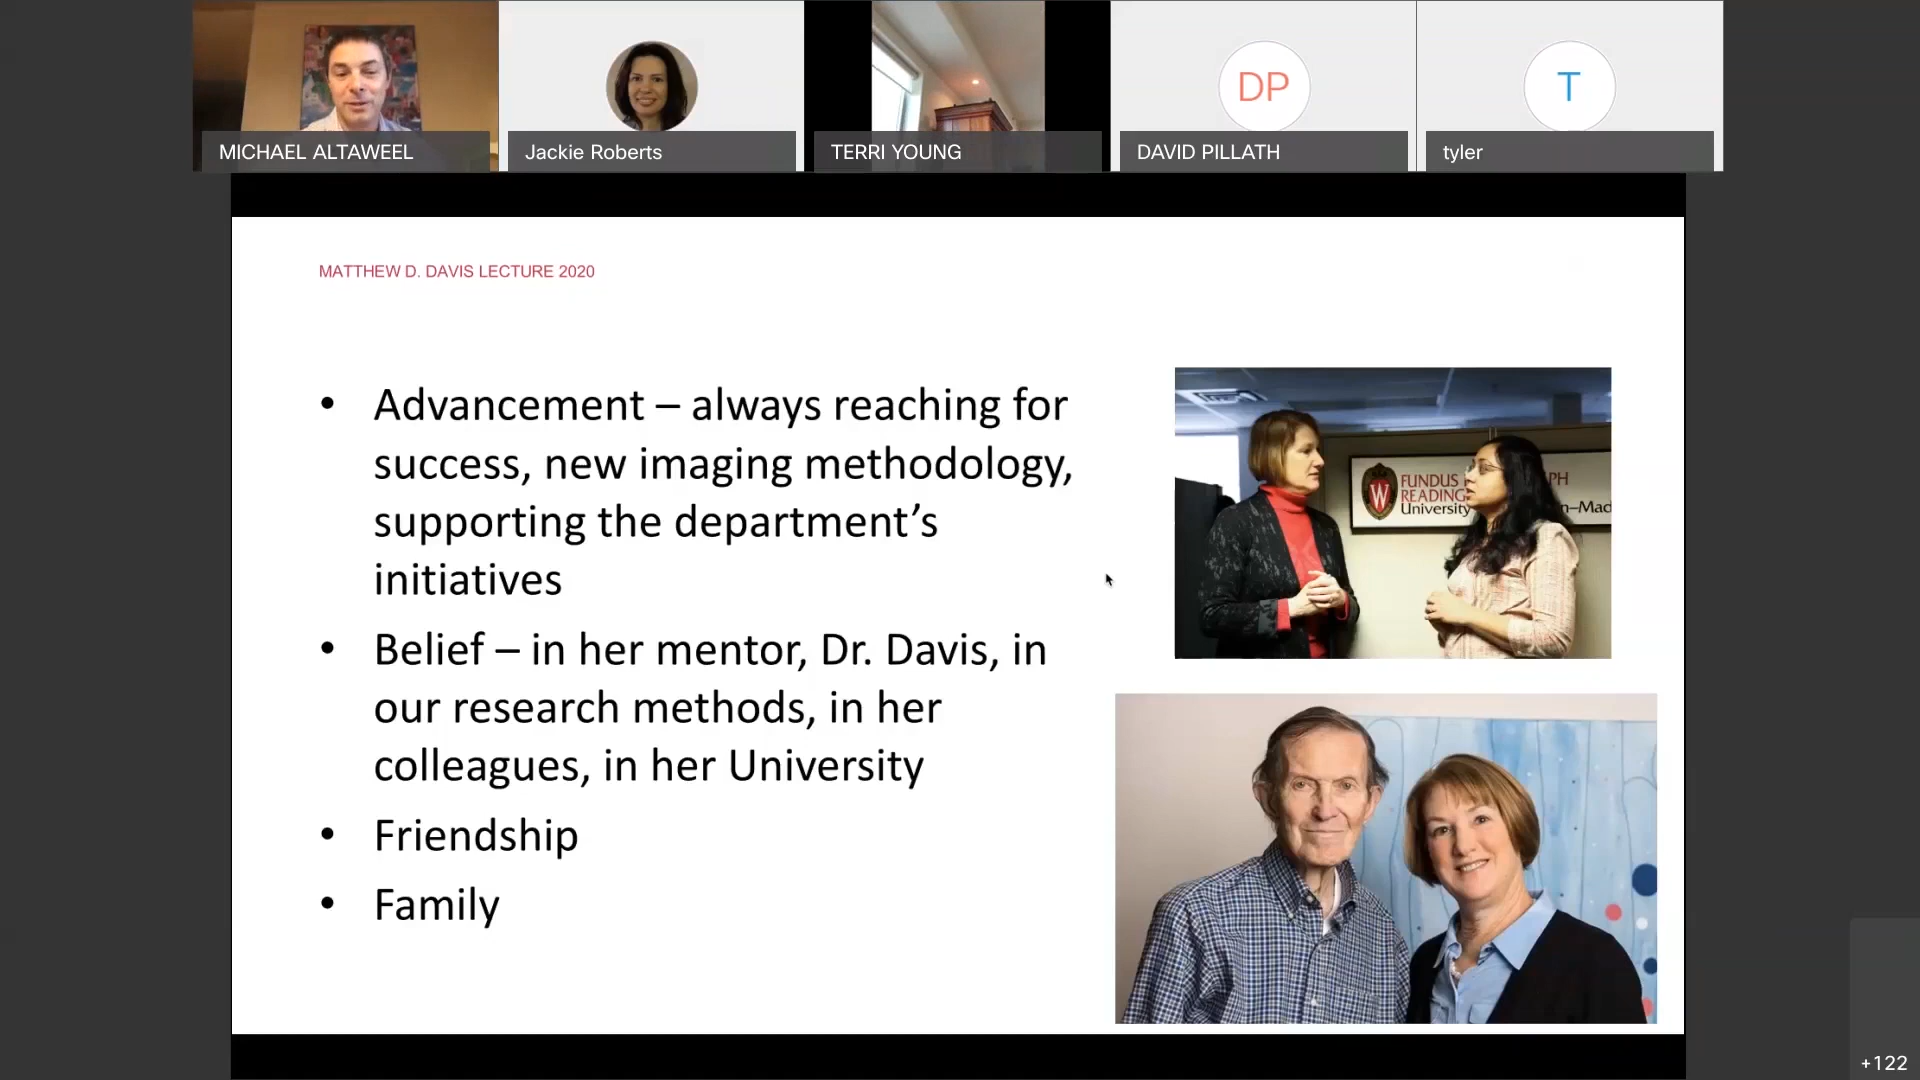 MICHAEL ALTAWEEL
Jackie Roberts
TERRI YOUNG
DP
DAVID PILLATH
T
tyler
MATTHEW D. DAVIS LECTURE 2020
• Advancement – always reaching for
success, new imaging methodology,
supporting the department’s
initiatives
• Belief – in her mentor, Dr. Davis, in
our research methods, in her
colleagues, in her University
• Friendship
• Family
W
FUNDUS PH
READING
University n–Mad
+122